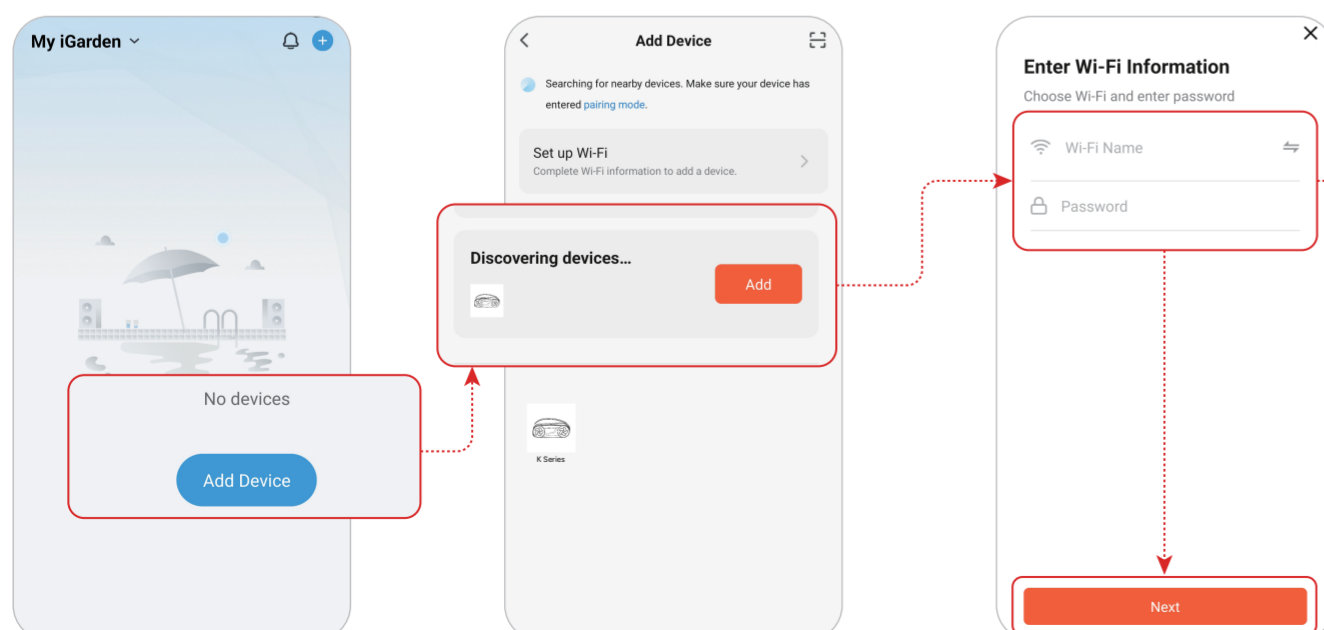 My iGarden
No devices
Add Device
Add Device
Searching for nearby devices. Make sure your device has
entered pairing mode.
Set up Wi-Fi
Complete Wi-Fi information to add a device.
Discovering devices...
Add
K Series
Enter Wi-Fi Information
Choose Wi-Fi and enter password
Wi-Fi Name
Password
Next